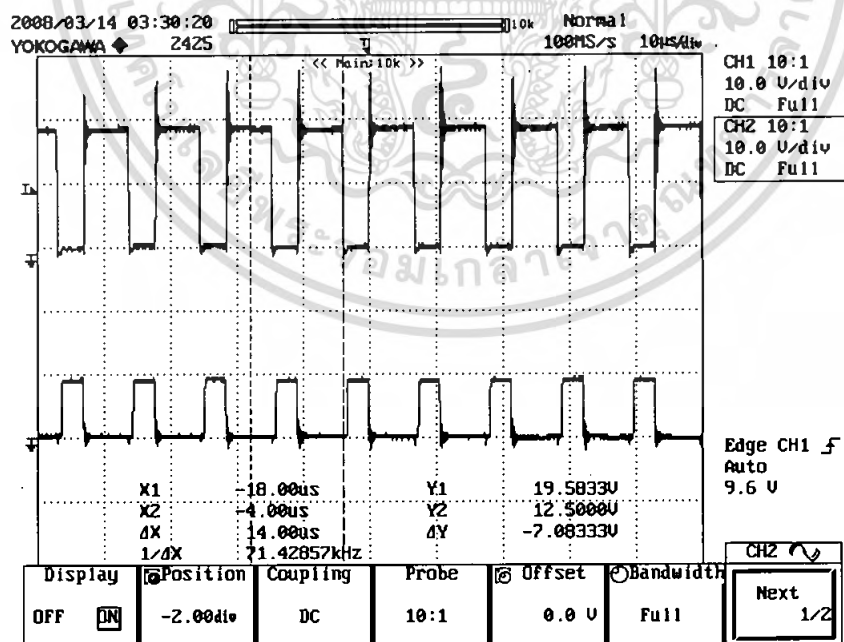 2008/03/14 03:30:20
YOKOGAWA ◆ 2425
10k
Normal
100MS/s 10µs/div
<< Main:10k >>
CH1 10:1
10.0 V/div
DC Full
CH2 10:1
10.0 V/div
DC Full
Edge CH1
Auto
9.6 V
X1 -18.00us Y1 19.5833V
X2 -4.00us Y2 12.5000V
ΔX 14.00us ΔY -7.08333V
1/ΔX 71.42857kHz
CH2
Display Position Coupling Probe Offset Bandwidth
Next
OFF ON -2.00div DC 10:1 0.0 V Full 1/2